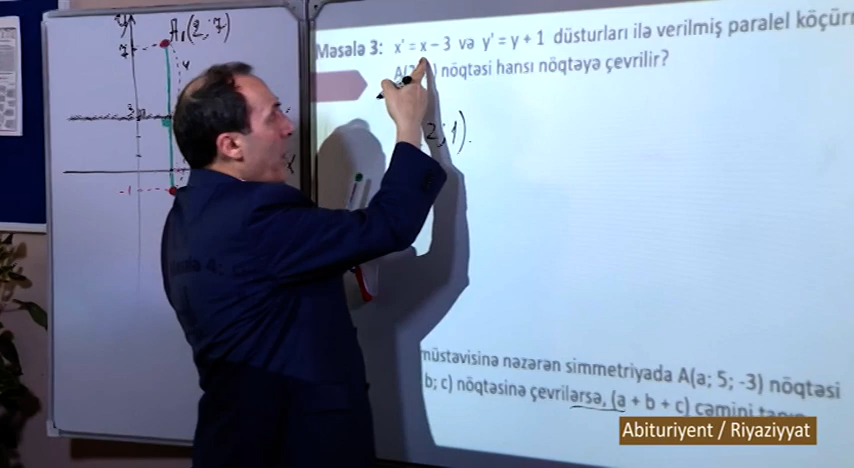 y
A₁(2;7)
7
3
-1
x
Məsələ 3: x' = x – 3 və y' = y + 1 düsturları ilə verilmiş paralel
nöqtəsi hansı nöqtəyə çevrilir?
2;1).
müstəvisinə nəzərən simmetriyada A(a; 5; -3) nöqtəsi
b; c) nöqtəsinə çevrilərsə, (a + b + c) cəmini
Abituriyent / Riyaziyyat